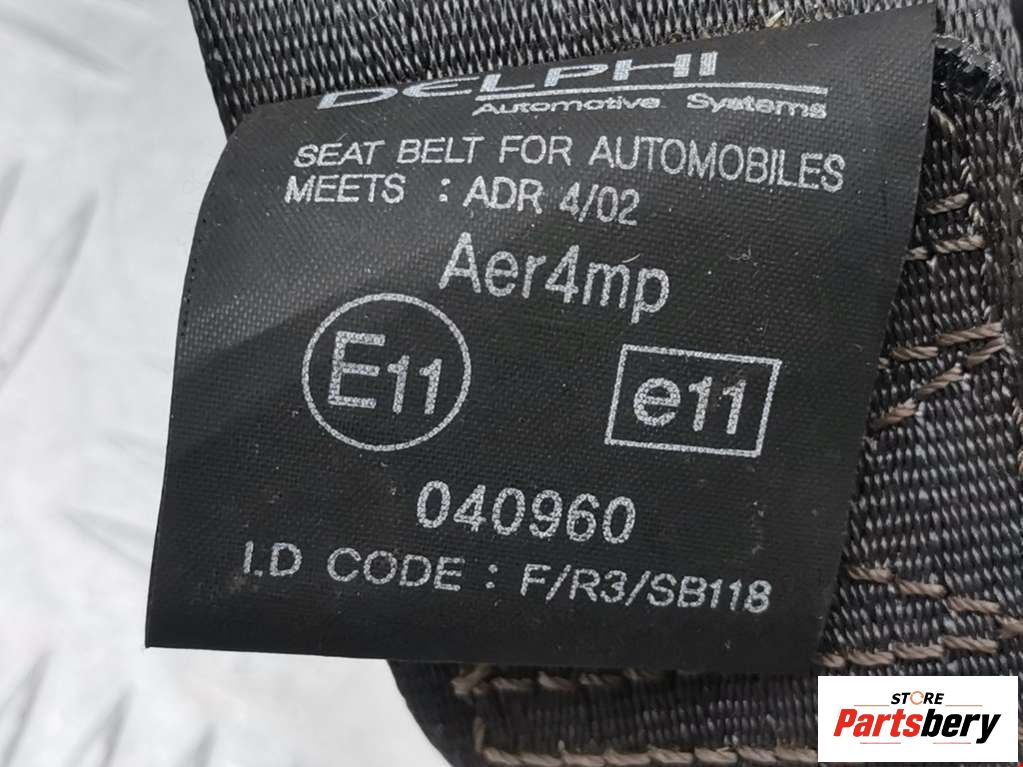 DELPHI
Automotive Systems
SEAT BELT FOR AUTOMOBILES
MEETS : ADR 4/02
Aer4mp
E11 e11
040960
I.D CODE : F/R3/SB118
STORE
Partsbery